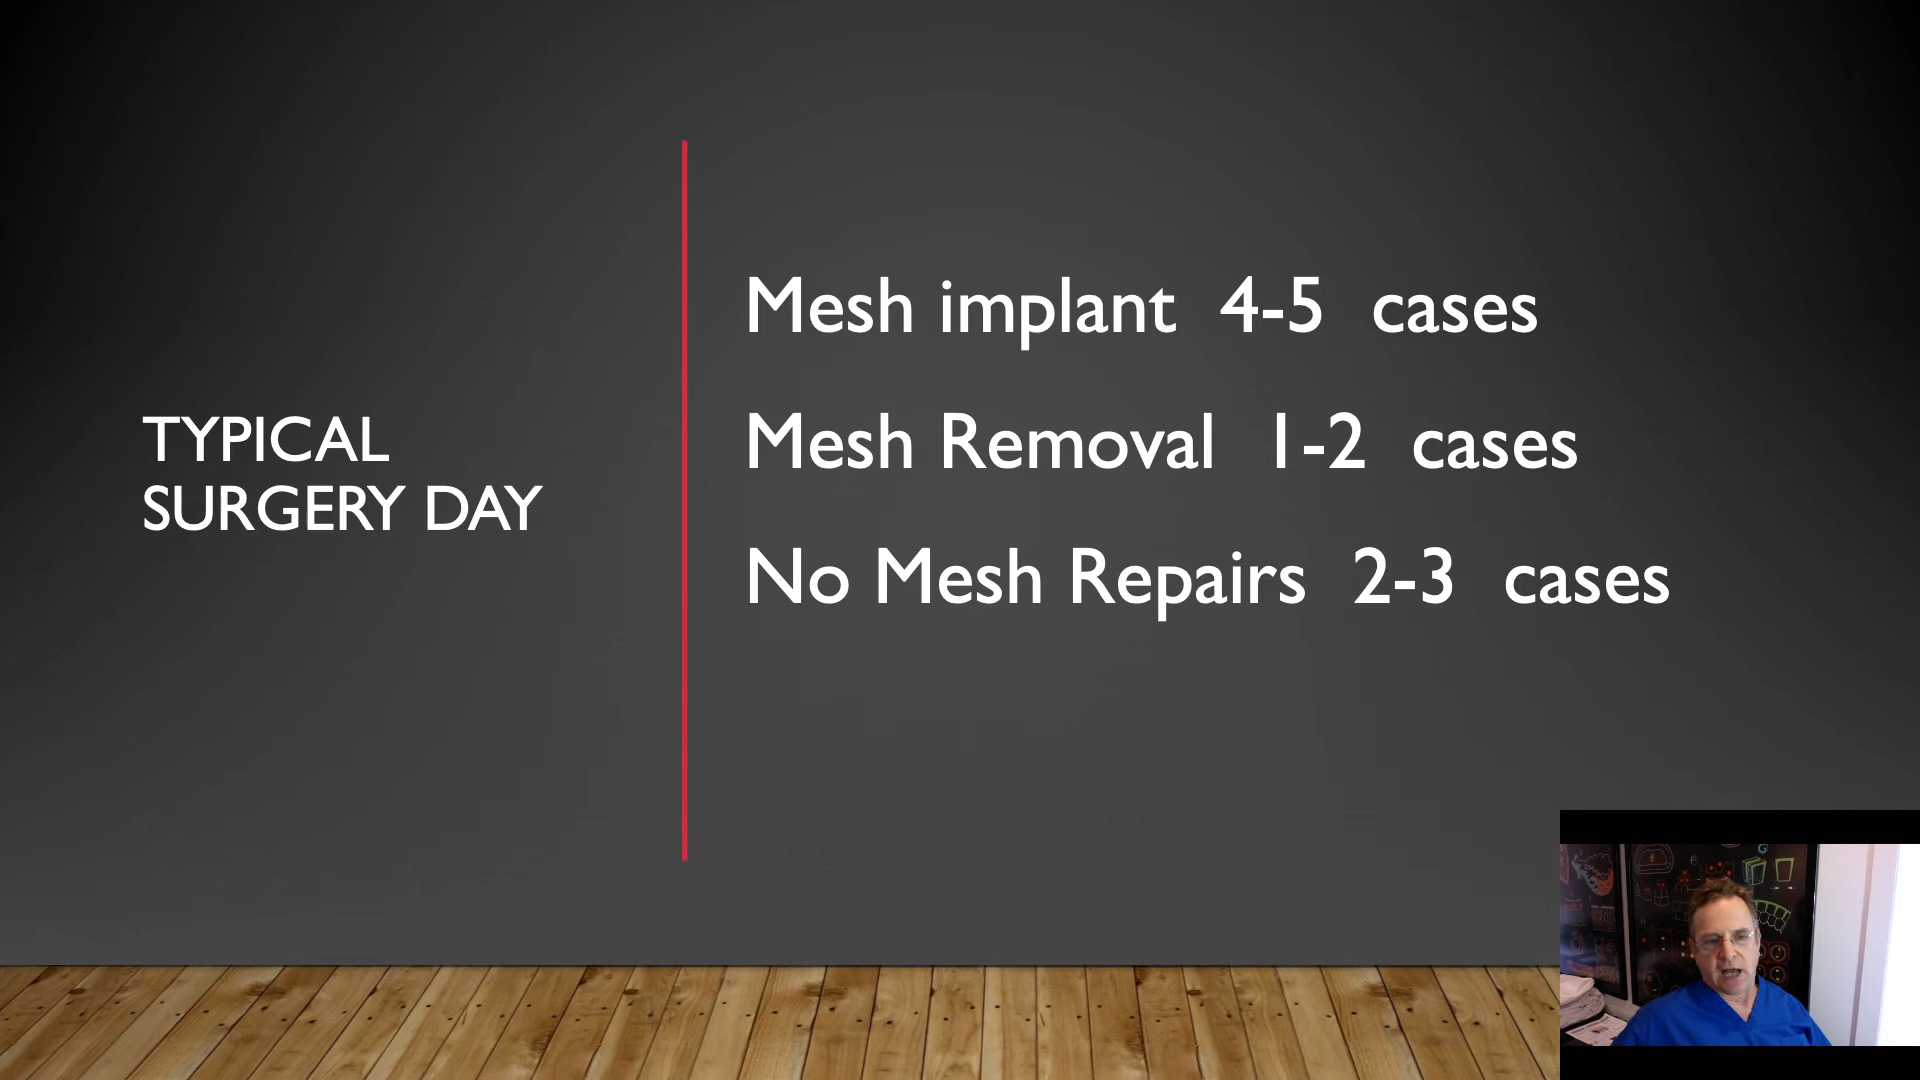 TYPICAL
SURGERY DAY
Mesh implant 4-5 cases
Mesh Removal 1-2 cases
No Mesh Repairs 2-3 cases